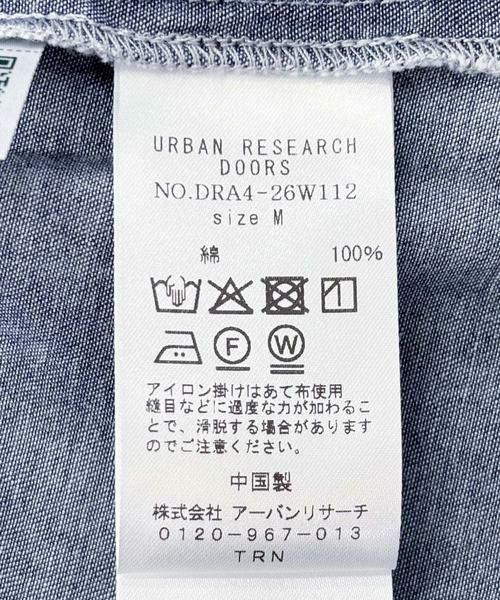 URBAN RESEARCH
DOORS
NO.DRA4-26W112
size M
綿 100%
F W
アイロン掛けはあて布使用
縫目などに過度な力が加わるこ
とで、滑脱する場合があります
のでご注意ください。
中国製
株式会社 アーバンリサーチ
0120-967-013
TRN